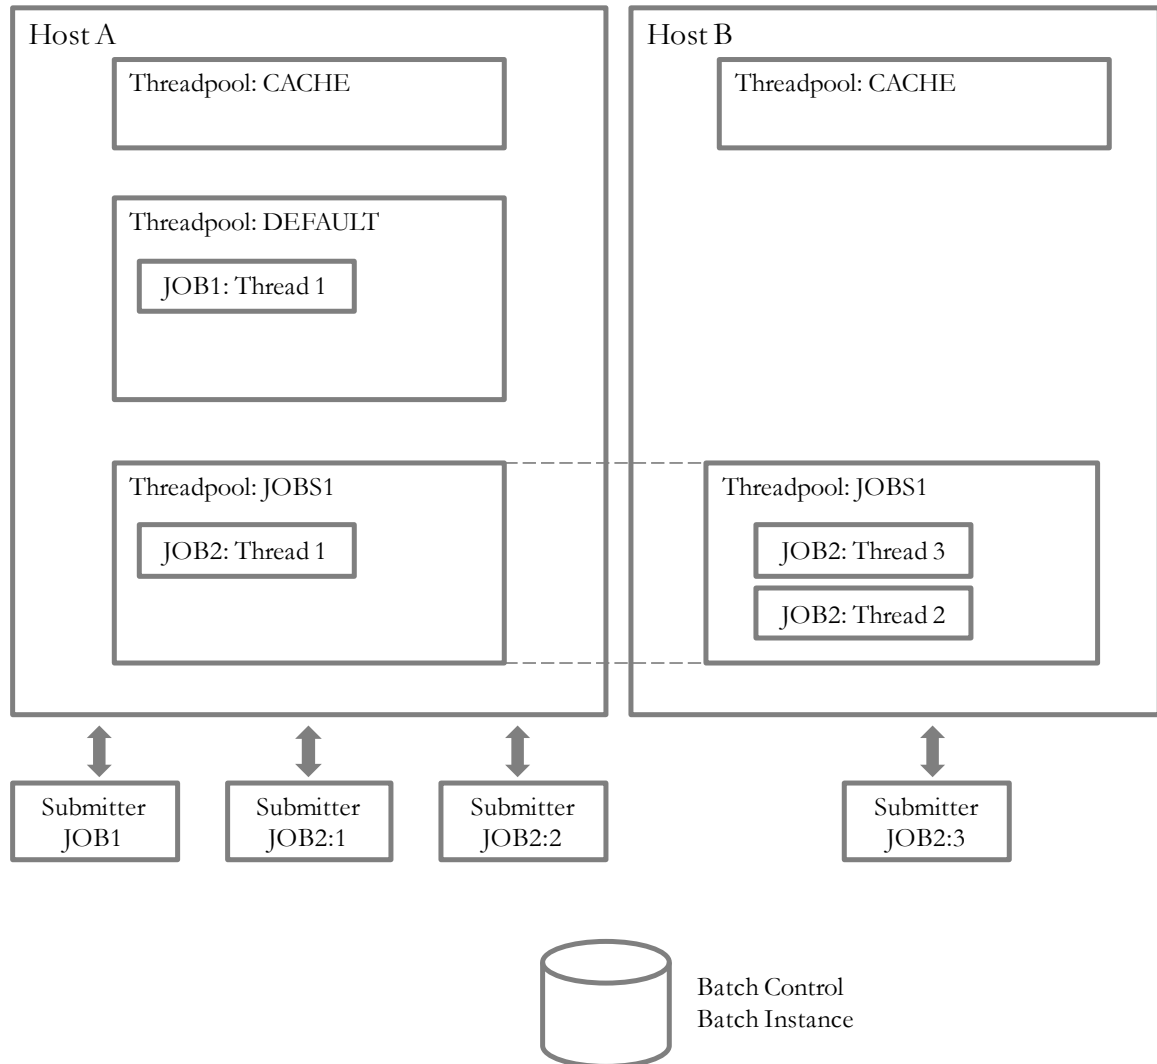 Host A
Threadpool: CACHE
Threadpool: DEFAULT
JOB1: Thread 1
Threadpool: JOBS1
JOB2: Thread 1
Host B
Threadpool: CACHE
Threadpool: JOBS1
JOB2: Thread 3
JOB2: Thread 2
Submitter
JOB1
Submitter
JOB2:1
Submitter
JOB2:2
Submitter
JOB2:3
Batch Control
Batch Instance